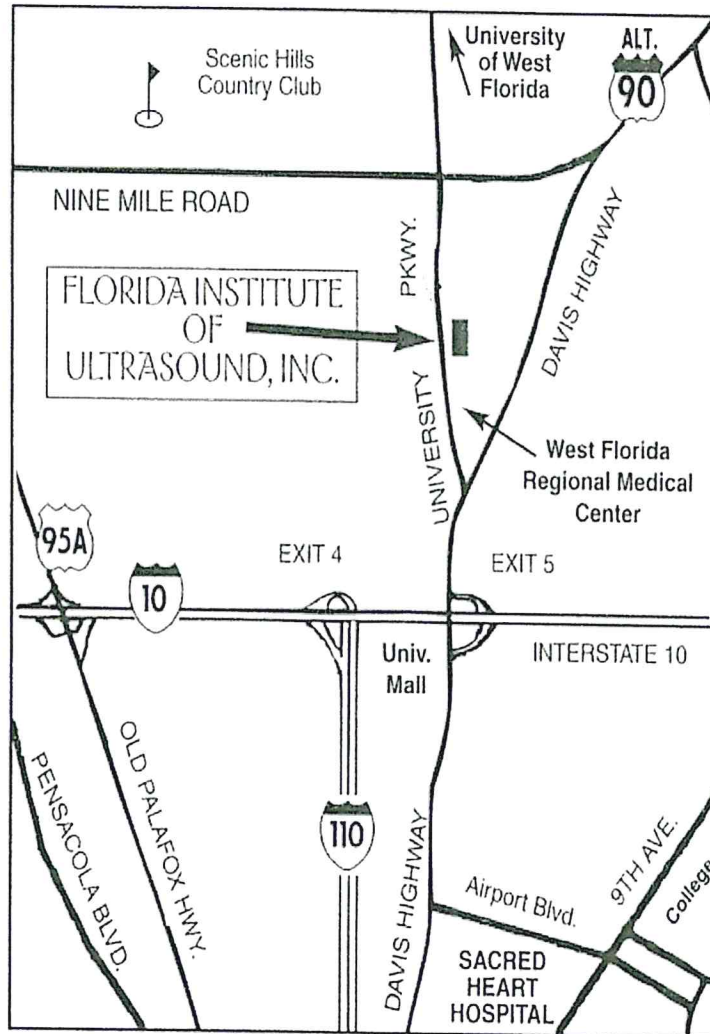 Scenic Hills
Country Club
University
of West
Florida
ALT.
90
NINE MILE ROAD
PKWY.
DAVIS HIGHWAY
FLORIDA INSTITUTE
OF
ULTRASOUND, INC.
UNIVERSITY
West Florida
Regional Medical
Center
95A
EXIT 4
EXIT 5
10
Univ.
Mall
INTERSTATE 10
PENSACOLA BLVD.
OLD PALAFOX HWY.
110
DAVIS HIGHWAY
Airport Blvd.
9TH AVE.
College
SACRED
HEART
HOSPITAL